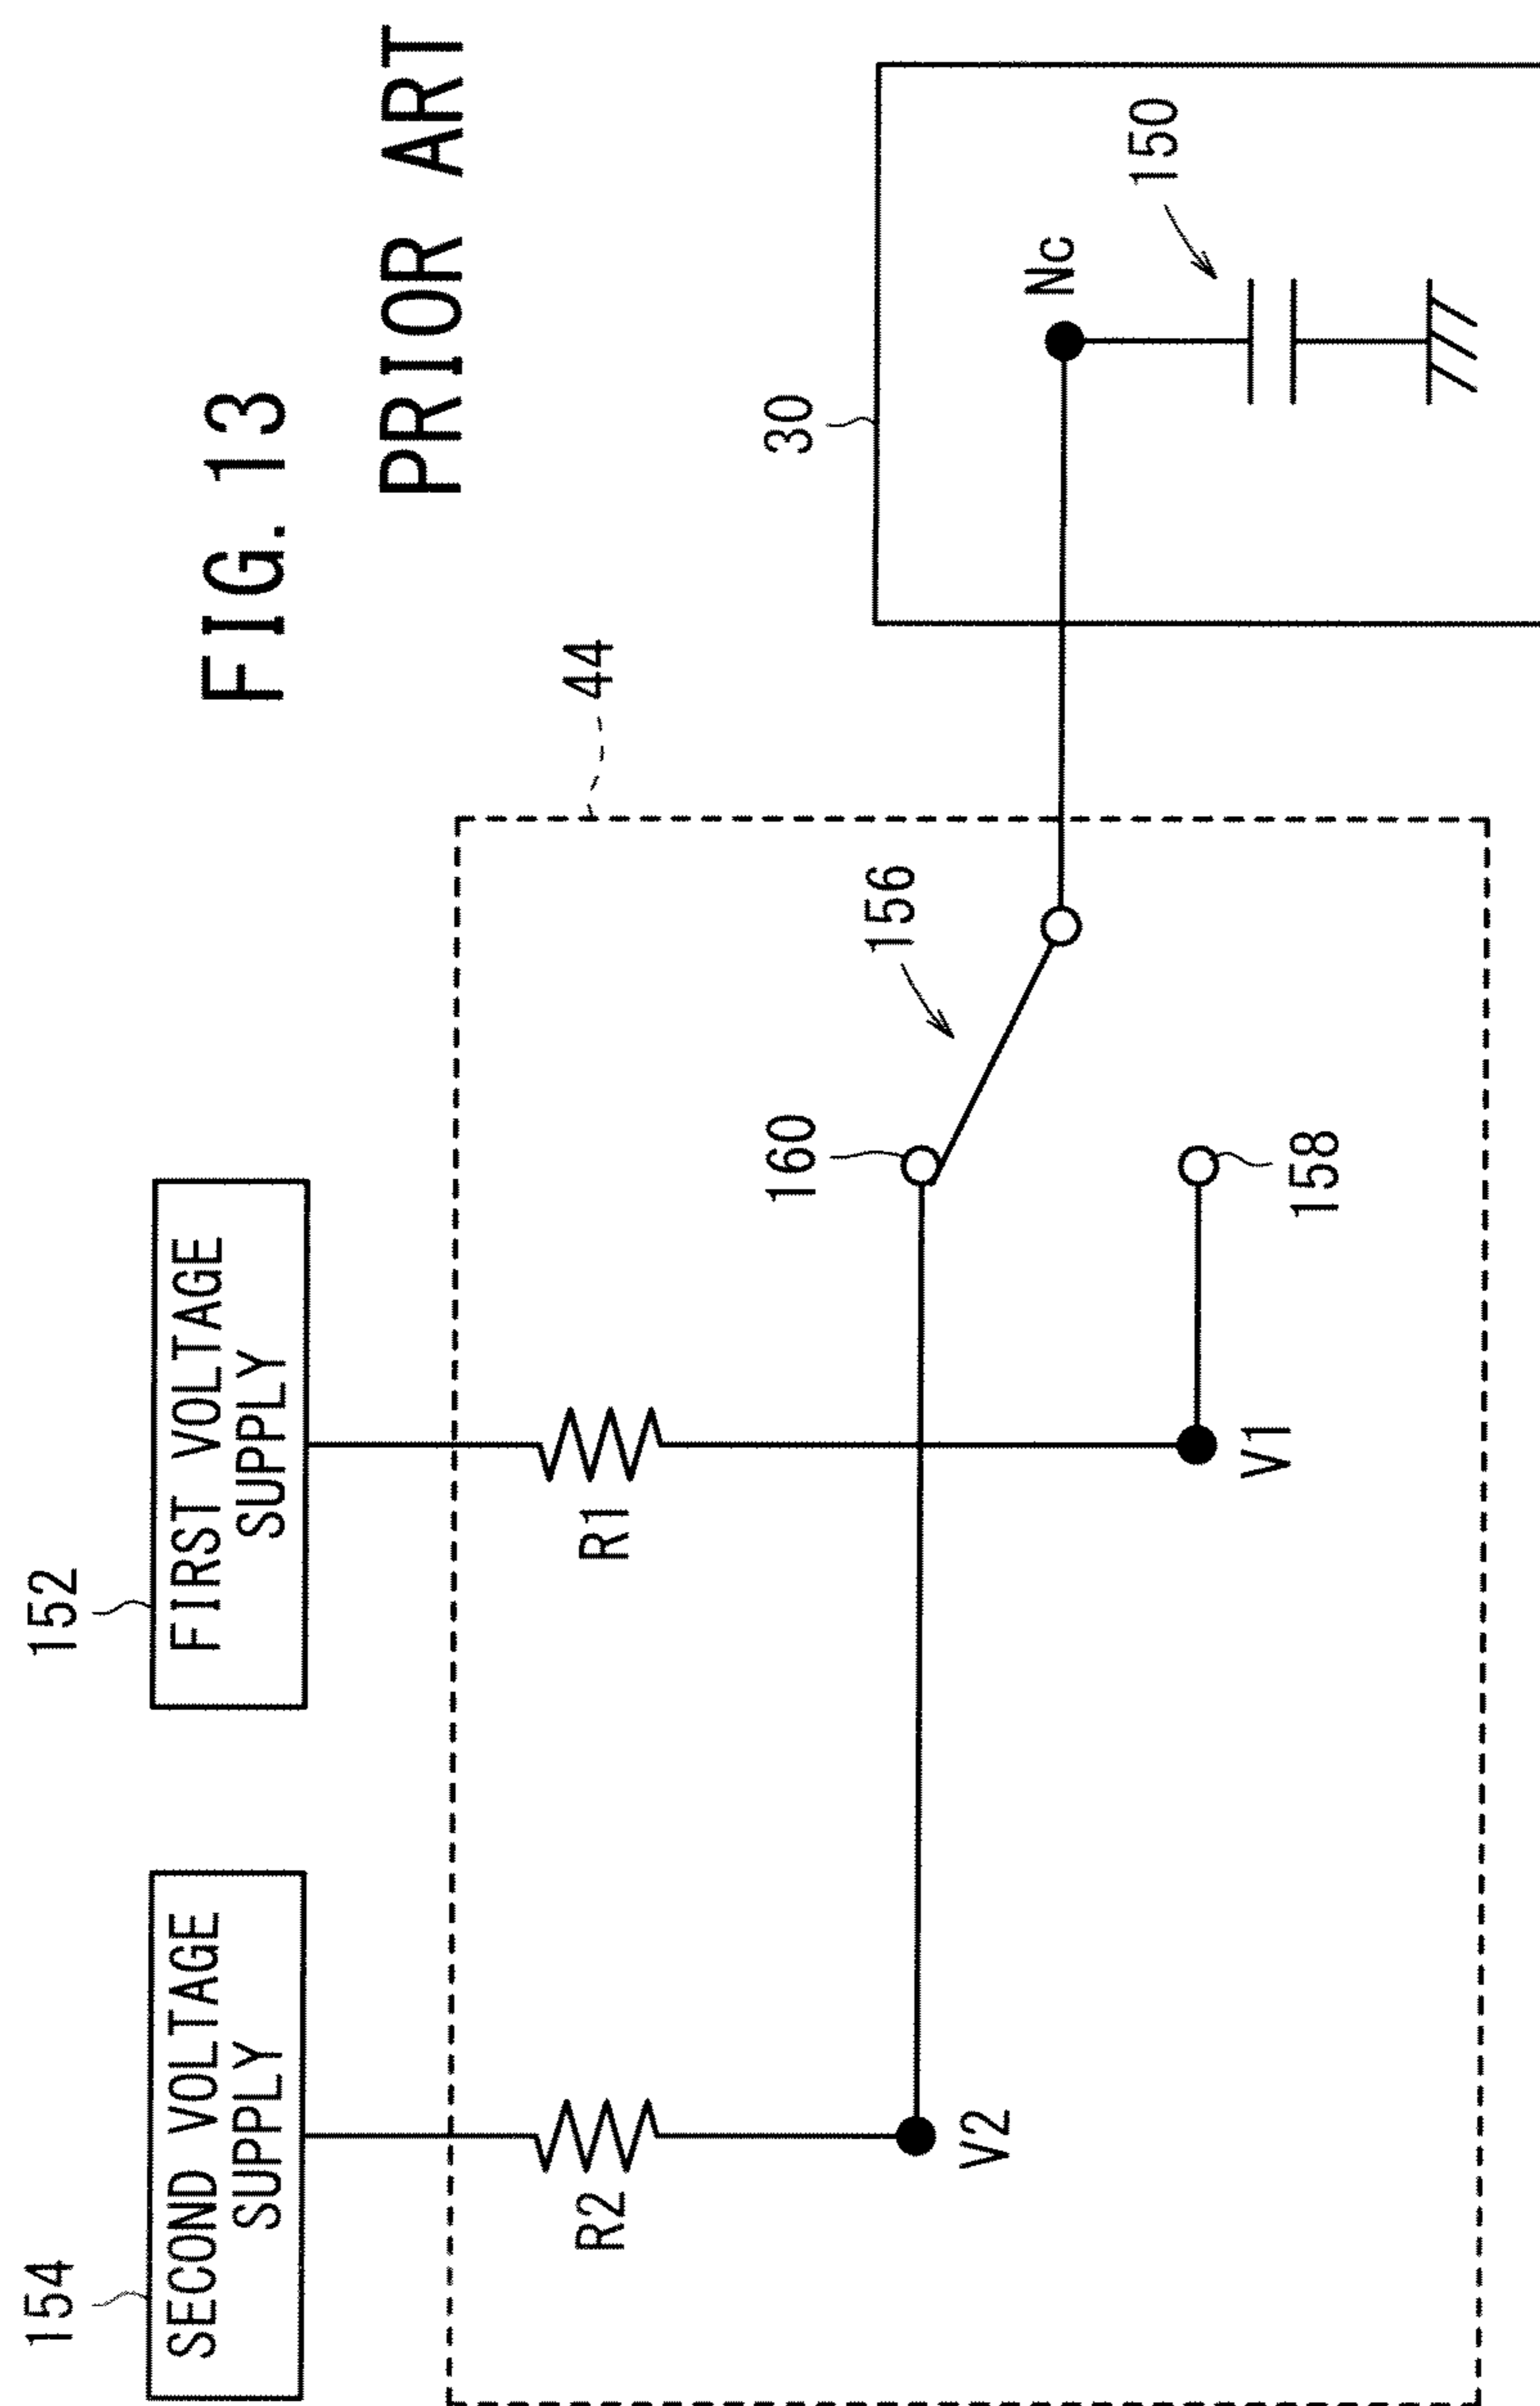 FIG. 13
PRIOR ART
154
SECOND VOLTAGE
SUPPLY
152
FIRST VOLTAGE
SUPPLY
44
R2
R1
30
160
156
V2
Nc
150
V1
158